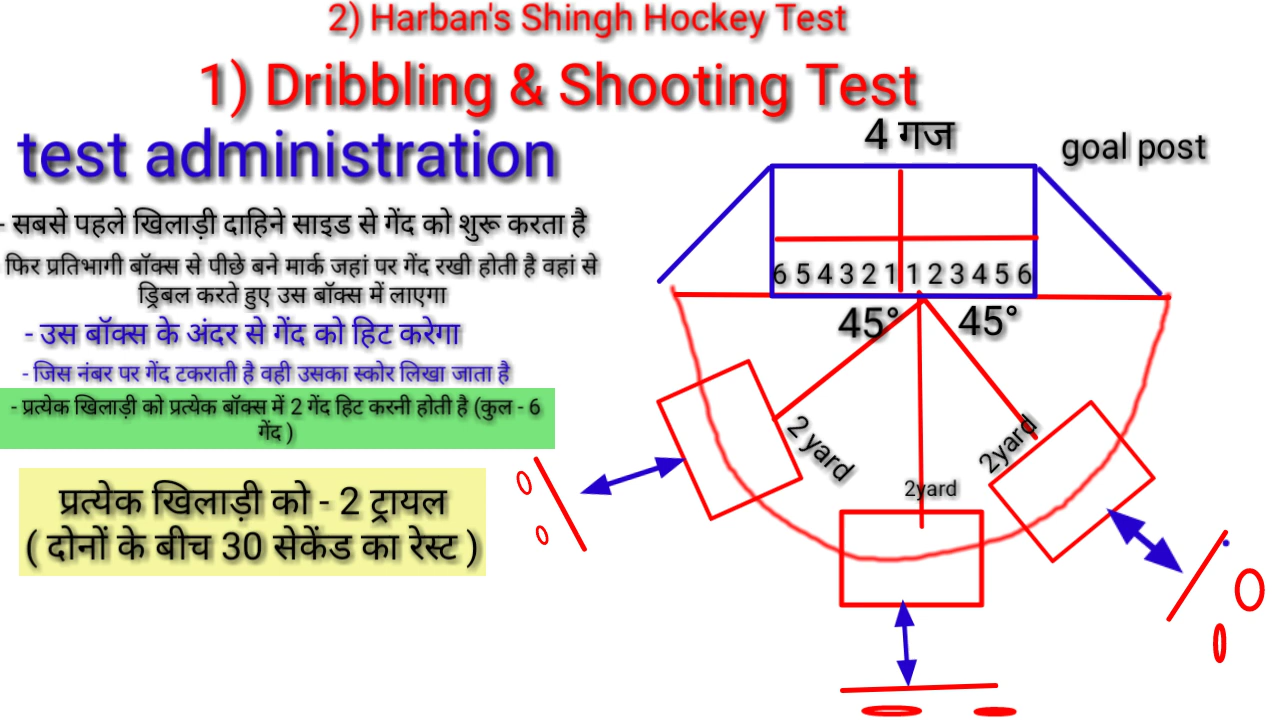 2) Harban's Shingh Hockey Test
1) Dribbling & Shooting Test
test administration
- सबसे पहले खिलाड़ी दाहिने साइड से गेंद को शुरू करता है
फिर प्रतिभागी बॉक्स से पीछे बने मार्क जहां पर गेंद रखी होती है वहां से
ड्रिबल करते हुए उस बॉक्स में लाएगा
- उस बॉक्स के अंदर से गेंद को हिट करेगा
- जिस नंबर पर गेंद टकराती है वही उसका स्कोर लिखा जाता है
- प्रत्येक खिलाड़ी को प्रत्येक बॉक्स में 2 गेंद हिट करनी होती है (कुल - 6
गेंद )
प्रत्येक खिलाड़ी को - 2 ट्रायल
( दोनों के बीच 30 सेकेंड का रेस्ट )
4 गज
goal post
6 5 4 3 2 1 1 2 3 4 5 6
45° 45°
2 yard
2yard
2yard